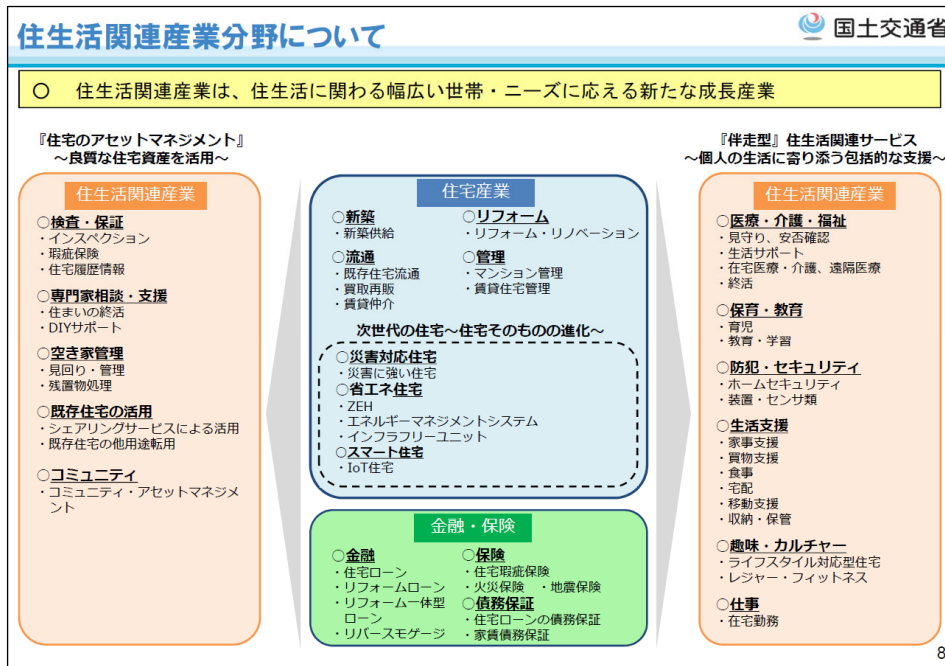 住生活関連産業分野について
国土交通省
○　住生活関連産業は、住生活に関わる幅広い世帯・ニーズに応える新たな成長産業
『住宅のアセットマネジメント』
～良質な住宅資産を活用～
住生活関連産業
○検査・保証
・インスペクション
・瑕疵保険
・住宅履歴情報
○専門家相談・支援
・住まいの終活
・DIYサポート
○空き家管理
・見回り・管理
・残置物処理
○既存住宅の活用
・シェアリングサービスによる活用
・既存住宅の他用途転用
○コミュニティ
・コミュニティ・アセットマネジメ
ント
住宅産業
○新築
・新築供給
○リフォーム
・リフォーム・リノベーション
○流通
・既存住宅流通
・買取再販
・賃貸仲介
○管理
・マンション管理
・賃貸住宅管理
次世代の住宅～住宅そのものの進化～
○災害対応住宅
・災害に強い住宅
○省エネ住宅
・ZEH
・エネルギーマネジメントシステム
・インフラフリーユニット
○スマート住宅
・IoT住宅
金融・保険
○金融
・住宅ローン
・リフォームローン
・リフォーム一体型
ローン
・リバースモゲージ
○保険
・住宅瑕疵保険
・火災保険　・地震保険
○債務保証
・住宅ローンの債務保証
・家賃債務保証
『伴走型』住生活関連サービス
～個人の生活に寄り添う包括的な支援～
住生活関連産業
○医療・介護・福祉
・見守り、安否確認
・生活サポート
・在宅医療・介護、遠隔医療
・終活
○保育・教育
・育児
・教育・学習
○防犯・セキュリティ
・ホームセキュリティ
・装置・センサ類
○生活支援
・家事支援
・買物支援
・食事
・宅配
・移動支援
・収納・保管
○趣味・カルチャー
・ライフスタイル対応型住宅
・レジャー・フィットネス
○仕事
・在宅勤務
8